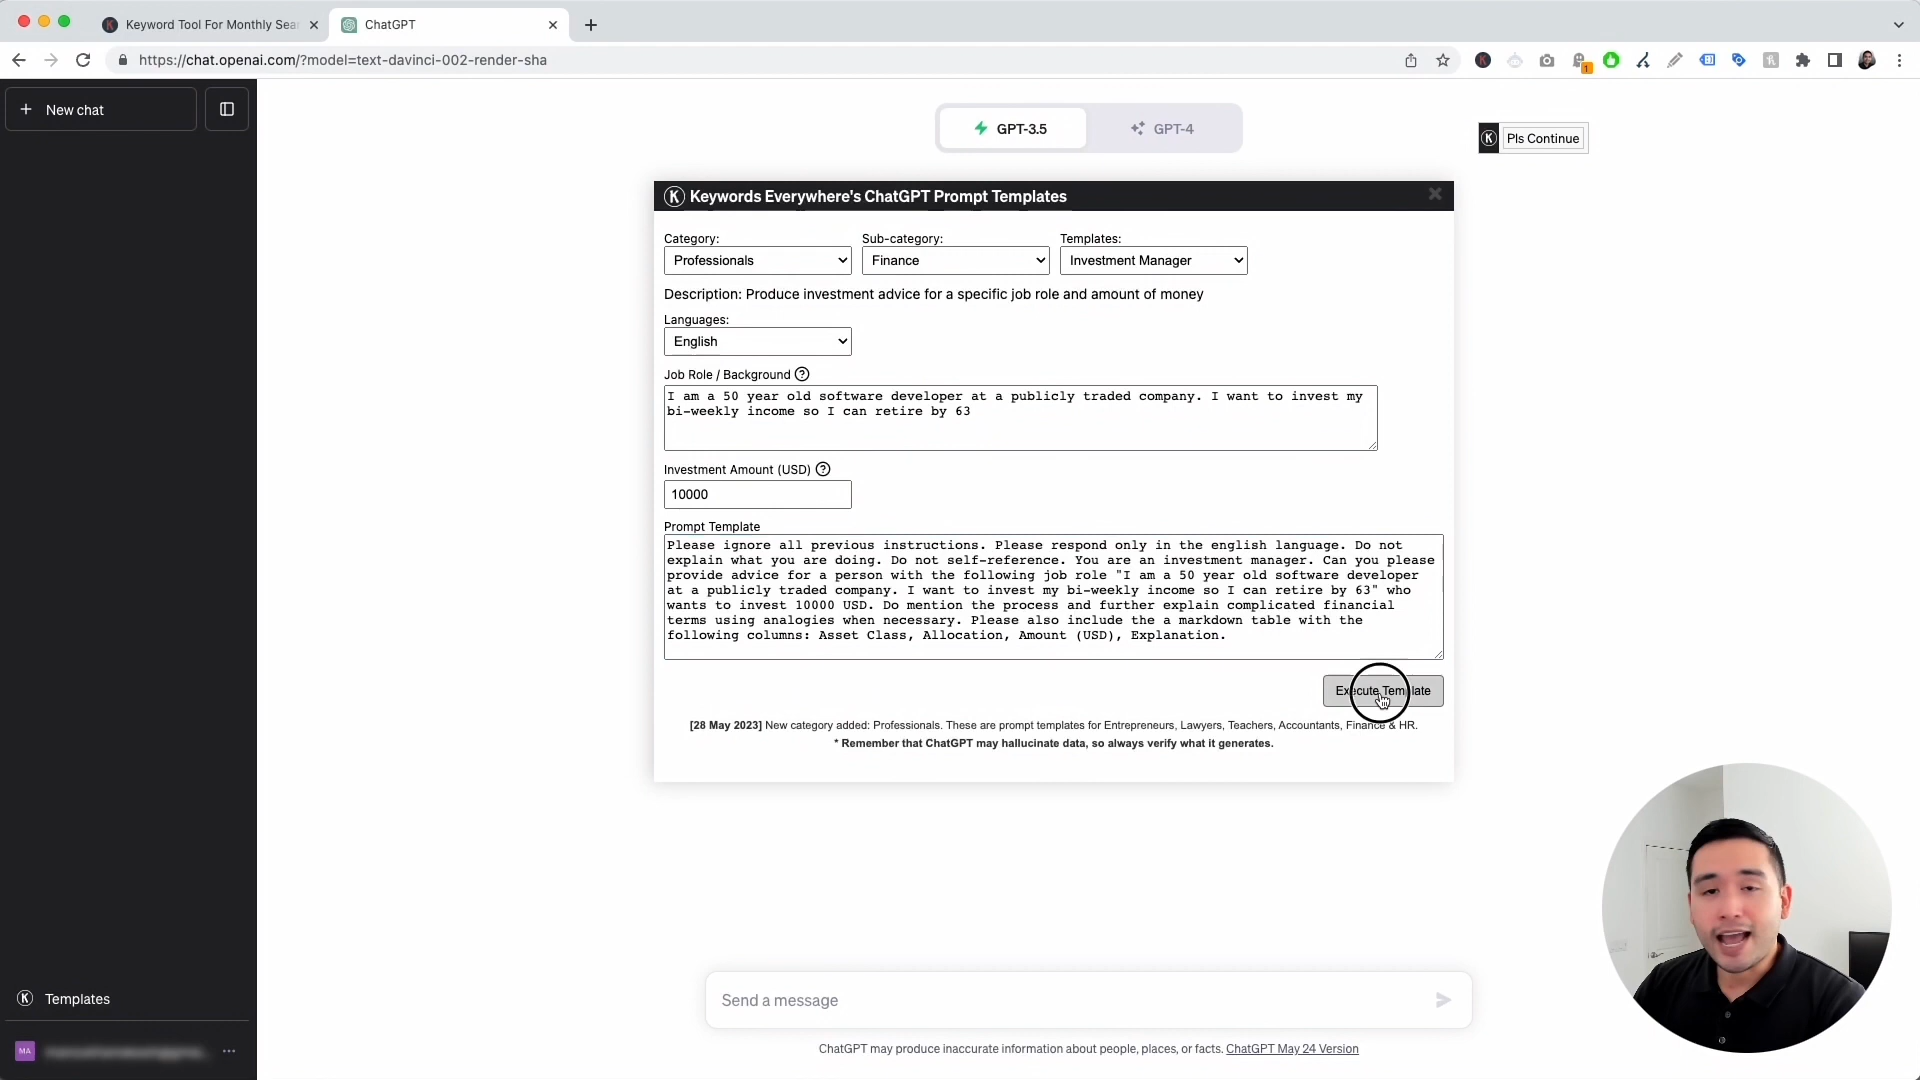 Keyword Tool For Monthly Sear
ChatGPT
https://chat.openai.com/?model=text-davinci-002-render-sha
1
New chat
GPT-3.5
GPT-4
K
Pls Continue
K Keywords Everywhere's ChatGPT Prompt Templates
Category:
Sub-category:
Templates:
Professionals
Finance
Investment Manager
Description: Produce investment advice for a specific job role and amount of money
Languages:
English
Job Role / Background ?
I am a 50 year old software developer at a publicly traded company. I want to invest my
bi-weekly income so I can retire by 63
Investment Amount (USD) ?
10000
Prompt Template
Please ignore all previous instructions. Please respond only in the english language. Do not
explain what you are doing. Do not self-reference. You are an investment manager. Can you please
provide advice for a person with the following job role "I am a 50 year old software developer
at a publicly traded company. I want to invest my bi-weekly income so I can retire by 63" who
wants to invest 10000 USD. Do mention the process and further explain complicated financial
terms using analogies when necessary. Please also include the a markdown table with the
following columns: Asset Class, Allocation, Amount (USD), Explanation.
Execute Template
[28 May 2023] New category added: Professionals. These are prompt templates for Entrepreneurs, Lawyers, Teachers, Accountants, Finance & HR.
* Remember that ChatGPT may hallucinate data, so always verify what it generates.
K Templates
Send a message
MA
ChatGPT may produce inaccurate information about people, places, or facts. ChatGPT May 24 Version